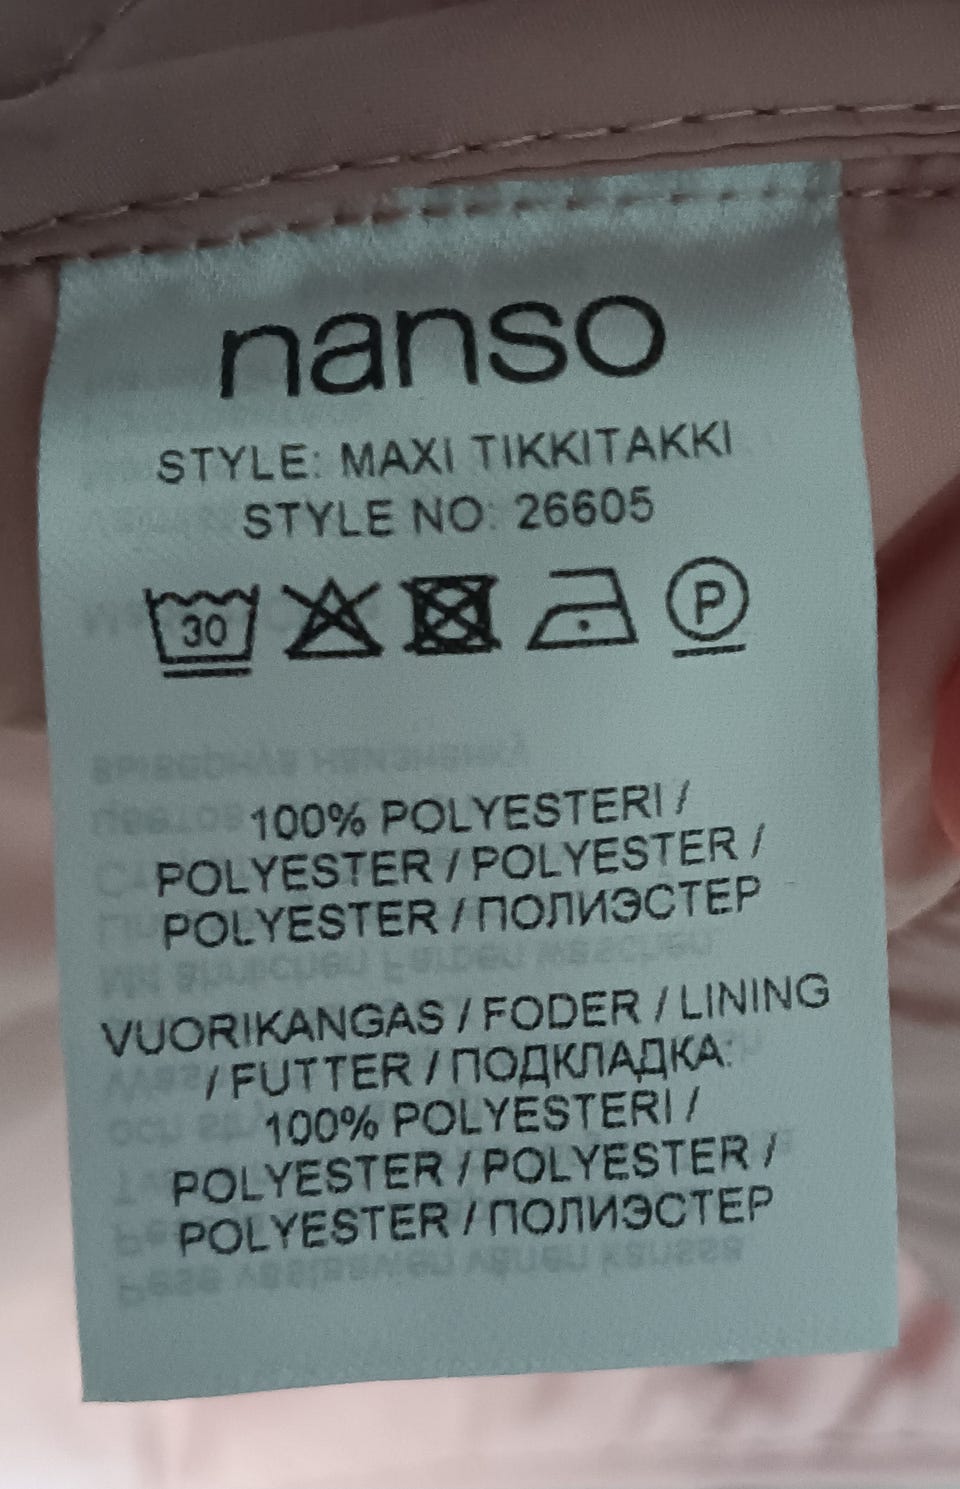 nanso
STYLE: MAXI TIKKITAKKI
STYLE NO: 26605
30
P
100% POLYESTERI /
POLYESTER / POLYESTER /
POLYESTER / ПОЛИЭСТЕР
VUORIKANGAS / FODER / LINING
/ FUTTER / ПОДКЛАДКА:
100% POLYESTERI /
POLYESTER / POLYESTER /
POLYESTER / ПОЛИЭСТЕР